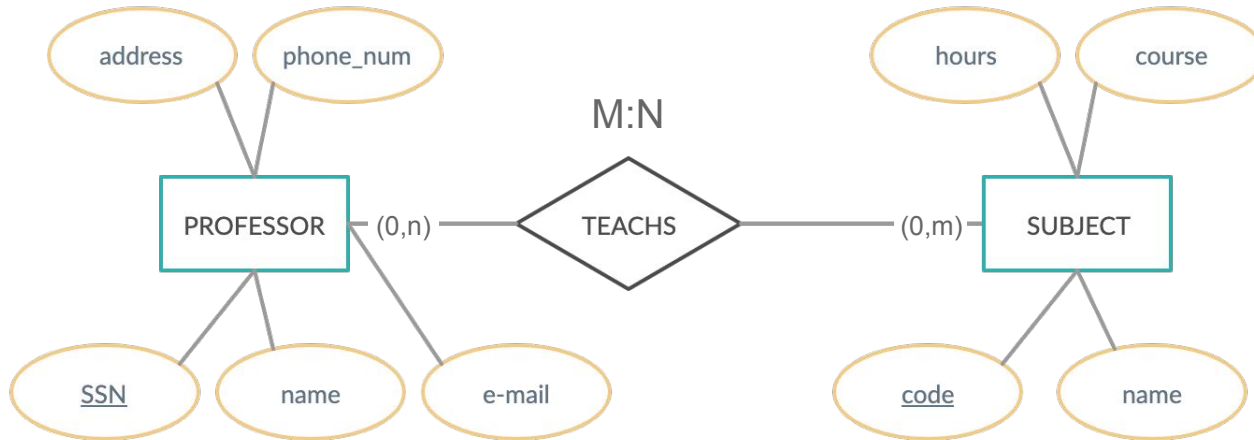 address
phone_num
hours
course
M:N
PROFESSOR
(0,n)
TEACHS
(0,m)
SUBJECT
SSN
name
e-mail
code
name